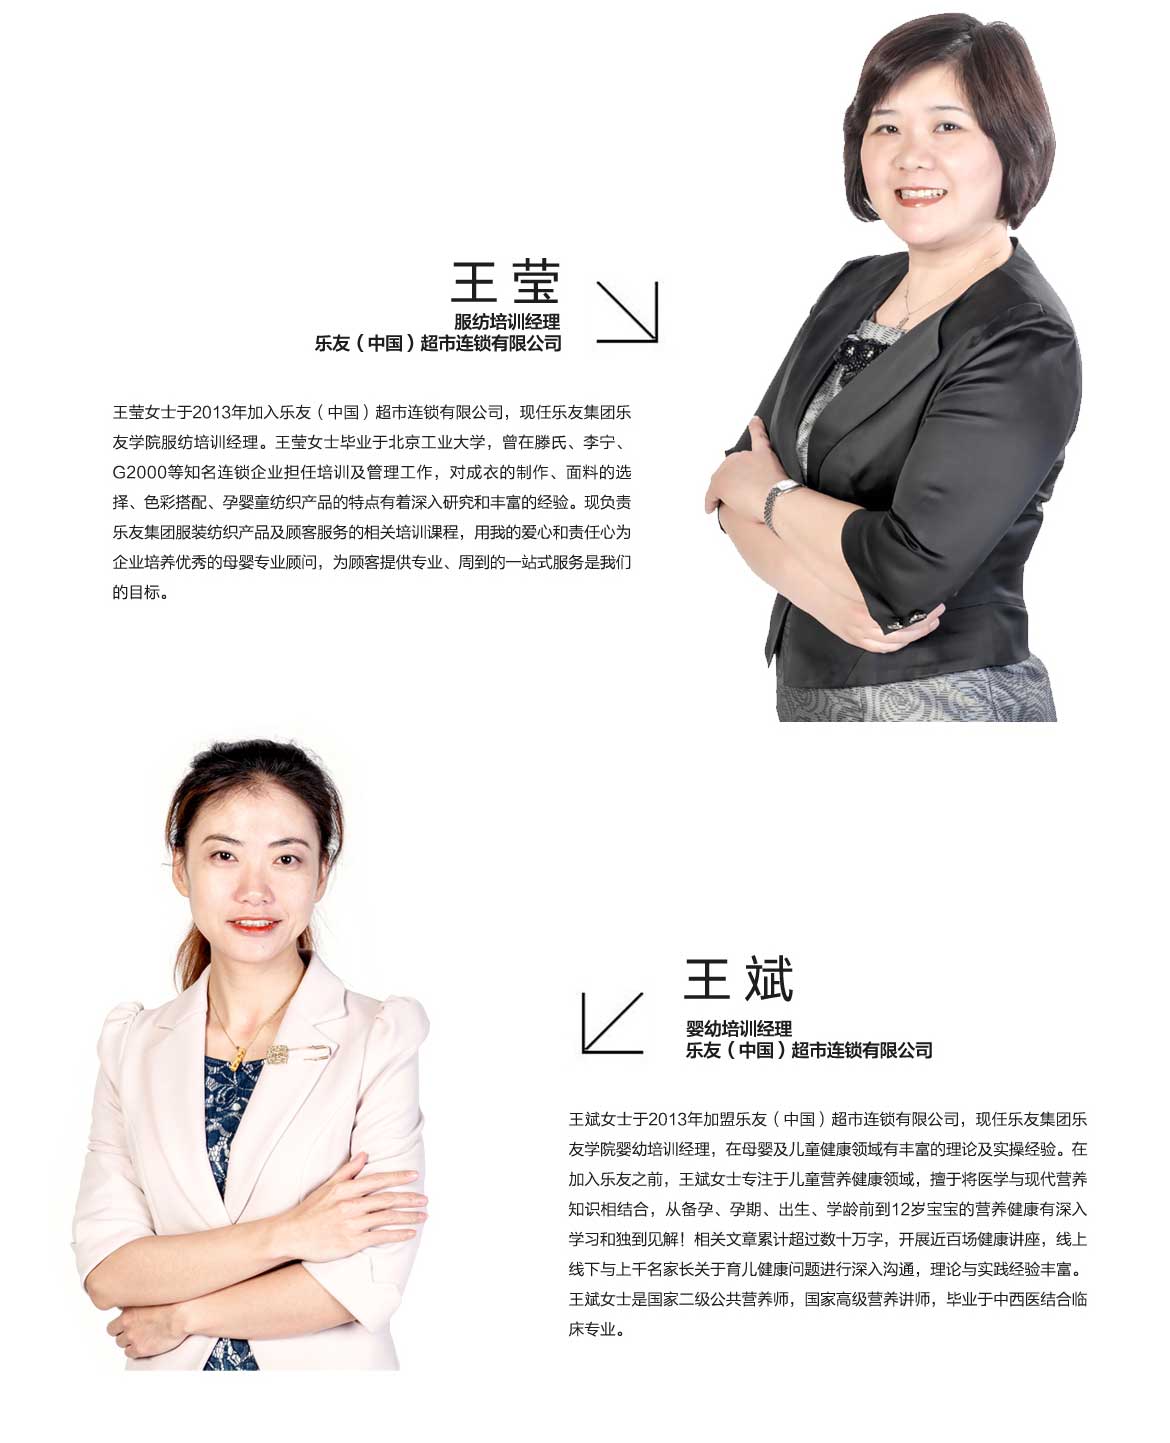 王 莹
服纺培训经理
乐友（中国）超市连锁有限公司
王莹女士于2013年加入乐友（中国）超市连锁有限公司，现任乐友集团乐
友学院服纺培训经理。王莹女士毕业于北京工业大学，曾在滕氏、李宁、
G2000等知名连锁企业担任培训及管理工作，对成衣的制作、面料的选
择、色彩搭配、孕婴童纺织产品的特点有着深入研究和丰富的经验。现负责
乐友集团服装纺织产品及顾客服务的相关培训课程，用我的爱心和责任心为
企业培养优秀的母婴专业顾问，为顾客提供专业、周到的一站式服务是我们
的目标。
王 斌
婴幼培训经理
乐友（中国）超市连锁有限公司
王斌女士于2013年加盟乐友（中国）超市连锁有限公司，现任乐友集团乐
友学院婴幼培训经理，在母婴及儿童健康领域有丰富的理论及实操经验。在
加入乐友之前，王斌女士专注于儿童营养健康领域，擅于将医学与现代营养
知识相结合，从备孕、孕期、出生、学龄前到12岁宝宝的营养健康有深入
学习和独到见解！相关文章累计超过数十万字，开展近百场健康讲座，线上
线下与上千名家长关于育儿健康问题进行深入沟通，理论与实践经验丰富。
王斌女士是国家二级公共营养师，国家高级营养讲师，毕业于中西医结合临
床专业。